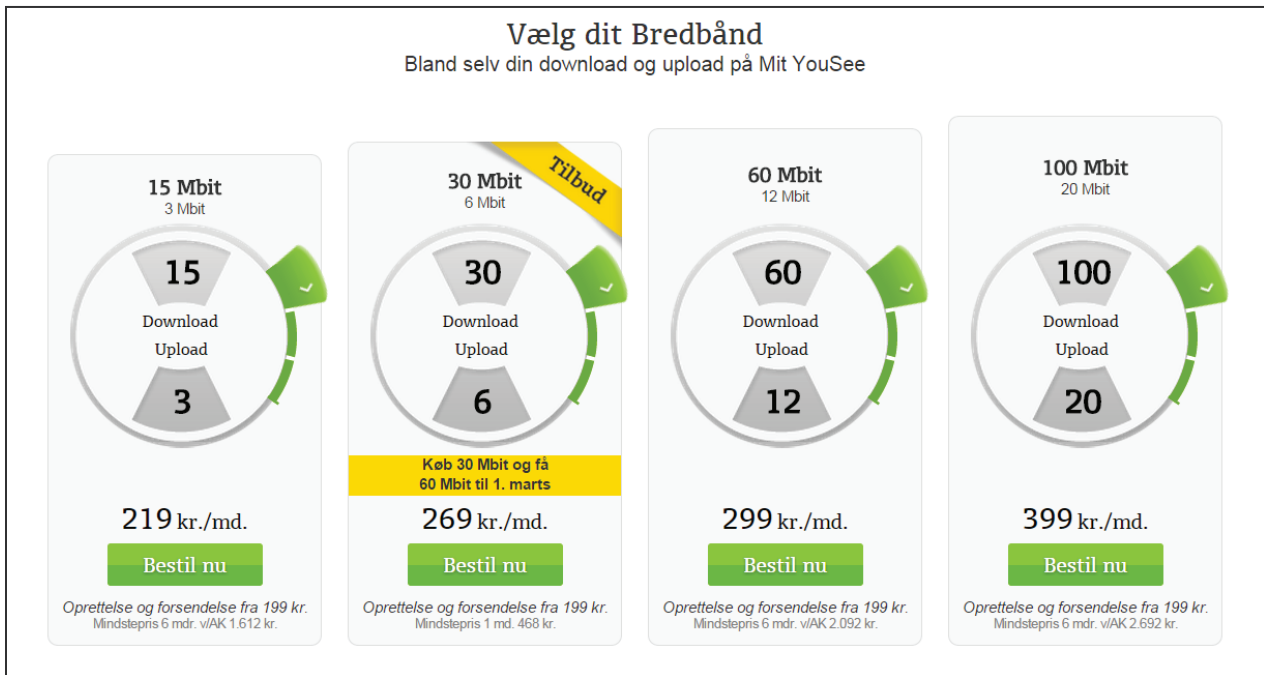 Vælg dit Bredbånd
Bland selv din download og upload på Mit YouSee
15 Mbit
3 Mbit
15
Download
Upload
3
219 kr./md.
Bestil nu
Oprettelse og forsendelse fra 199 kr.
Mindstepris 6 mdr. v/AK 1.612 kr.
Tilbud
30 Mbit
6 Mbit
30
Download
Upload
6
Køb 30 Mbit og få
60 Mbit til 1. marts
269 kr./md.
Bestil nu
Oprettelse og forsendelse fra 199 kr.
Mindstepris 1 md. 468 kr.
60 Mbit
12 Mbit
60
Download
Upload
12
299 kr./md.
Bestil nu
Oprettelse og forsendelse fra 199 kr.
Mindstepris 6 mdr. v/AK 2.092 kr.
100 Mbit
20 Mbit
100
Download
Upload
20
399 kr./md.
Bestil nu
Oprettelse og forsendelse fra 199 kr.
Mindstepris 6 mdr. v/AK 2.692 kr.